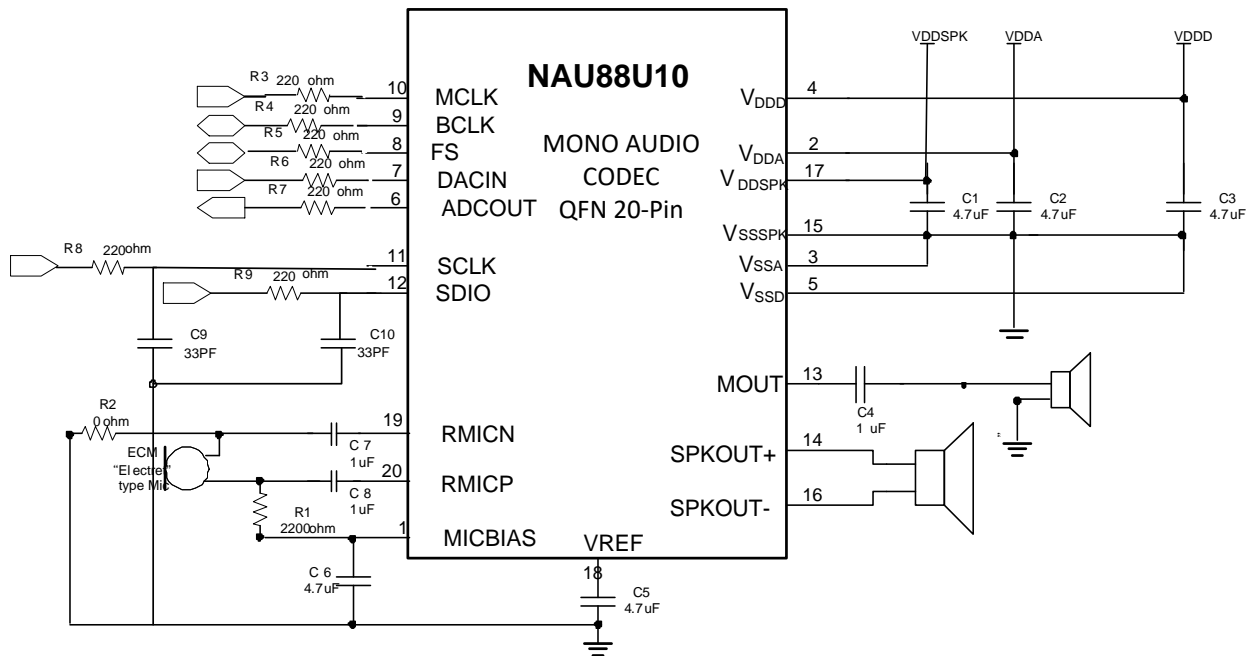 VDDSPK VDDA VDDD
NAU88U10
MONO AUDIO
CODEC
QFN 20-Pin
R3 220 ohm 10 MCLK
R4 220 ohm 9 BCLK
R5 220 ohm 8 FS
R6 220 ohm 7 DACIN
R7 220 ohm 6 ADCOUT
R8 220ohm 11 SCLK
R9 220 ohm 12 SDIO
C9
33PF
C10
33PF
R2
0 ohm
19 RMICN
C 7
1uF
ECM
"Electret"
type Mic
20 RMICP
C 8
1uF
R1
2200ohm
1 MICBIAS
C 6
4.7uF
VREF
18
C5
4.7uF
VDDD 4
VDDA 2
VDDSPK 17
C1
4.7uF
C2
4.7uF
C3
4.7uF
VSSSPK 15
VSSA 3
VSSD 5
MOUT 13
C4
1 uF
SPKOUT+ 14
SPKOUT- 16